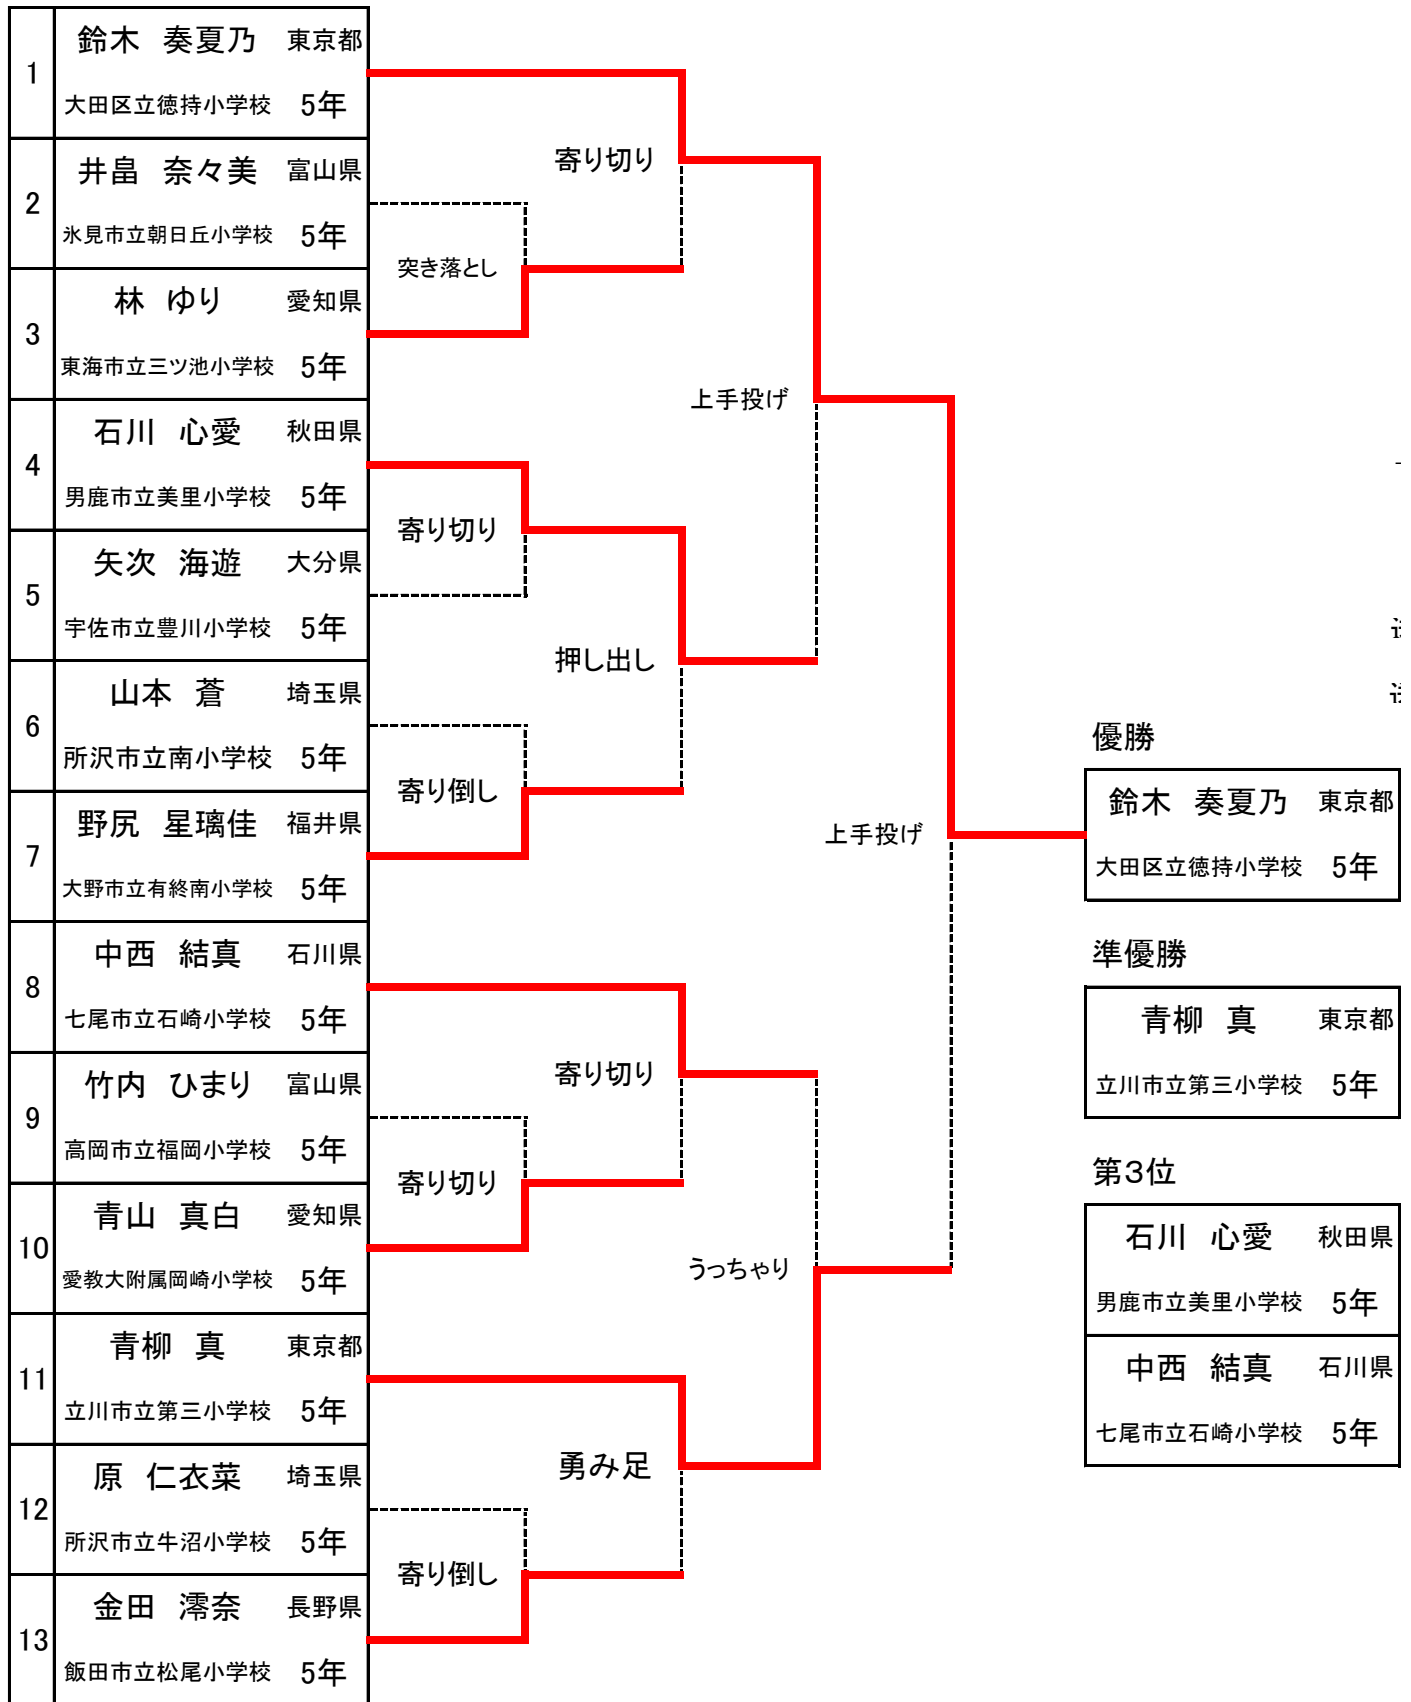 1
鈴木 奏夏乃 東京都
大田区立徳持小学校 5年
2
井畠 奈々美 富山県
氷見市立朝日丘小学校 5年
3
林 ゆり 愛知県
東海市立三ツ池小学校 5年
4
石川 心愛 秋田県
男鹿市立美里小学校 5年
5
矢次 海遊 大分県
宇佐市立豊川小学校 5年
6
山本 蒼 埼玉県
所沢市立南小学校 5年
7
野尻 星璃佳 福井県
大野市立有終南小学校 5年
8
中西 結真 石川県
七尾市立石崎小学校 5年
9
竹内 ひまり 富山県
高岡市立福岡小学校 5年
10
青山 真白 愛知県
愛教大附属岡崎小学校 5年
11
青柳 真 東京都
立川市立第三小学校 5年
12
原 仁衣菜 埼玉県
所沢市立牛沼小学校 5年
13
金田 澪奈 長野県
飯田市立松尾小学校 5年
突き落とし
寄り切り
寄り倒し
寄り切り
寄り倒し
寄り切り
押し出し
寄り切り
勇み足
上手投げ
うっちゃり
上手投げ
優勝
鈴木 奏夏乃 東京都
大田区立徳持小学校 5年
準優勝
青柳 真 東京都
立川市立第三小学校 5年
第3位
石川 心愛 秋田県
男鹿市立美里小学校 5年
中西 結真 石川県
七尾市立石崎小学校 5年